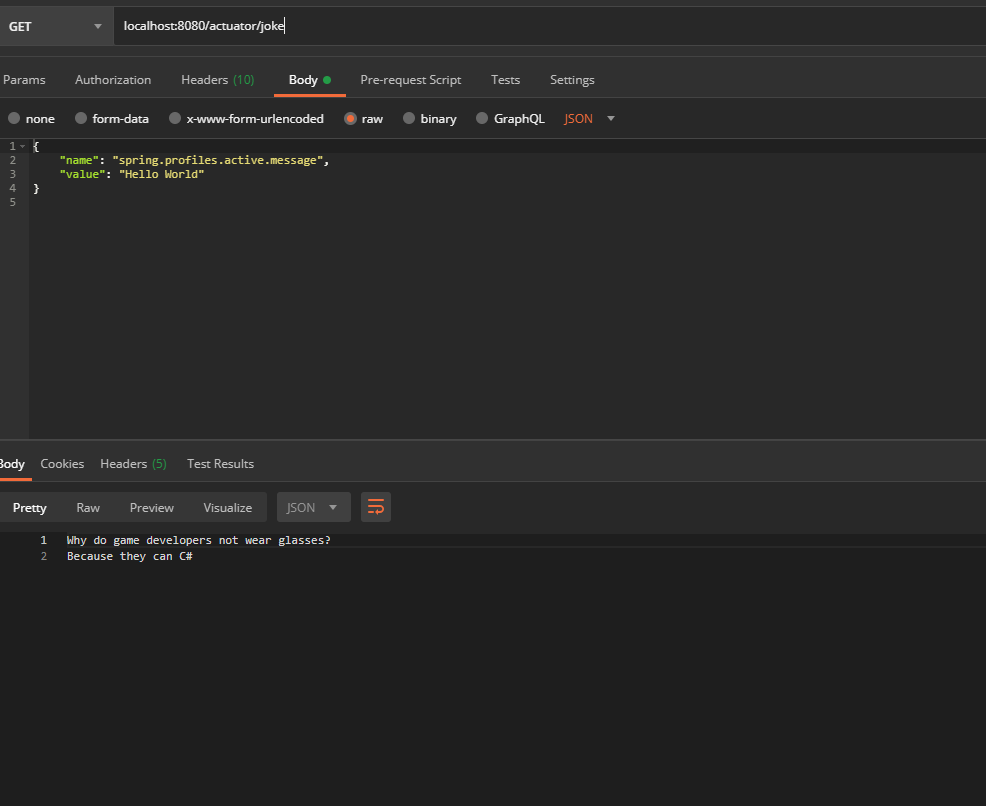 GET localhost:8080/actuator/joke
Params Authorization Headers (10) Body Pre-request Script Tests Settings
none form-data x-www-form-urlencoded raw binary GraphQL JSON
1 {
2 "name": "spring.profiles.active.message",
3 "value": "Hello World"
4 }
5
Body Cookies Headers (5) Test Results
Pretty Raw Preview Visualize JSON
1 Why do game developers not wear glasses?
2 Because they can C#